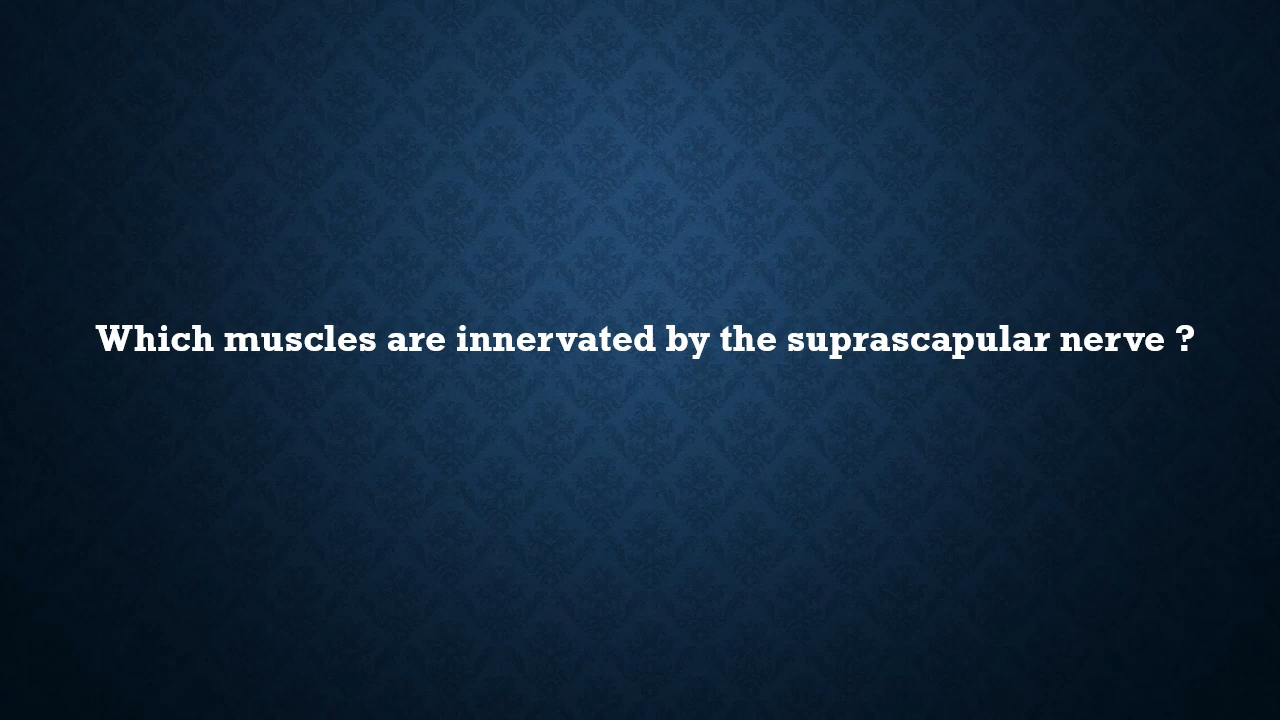 Which muscles are innervated by the suprascapular nerve ?